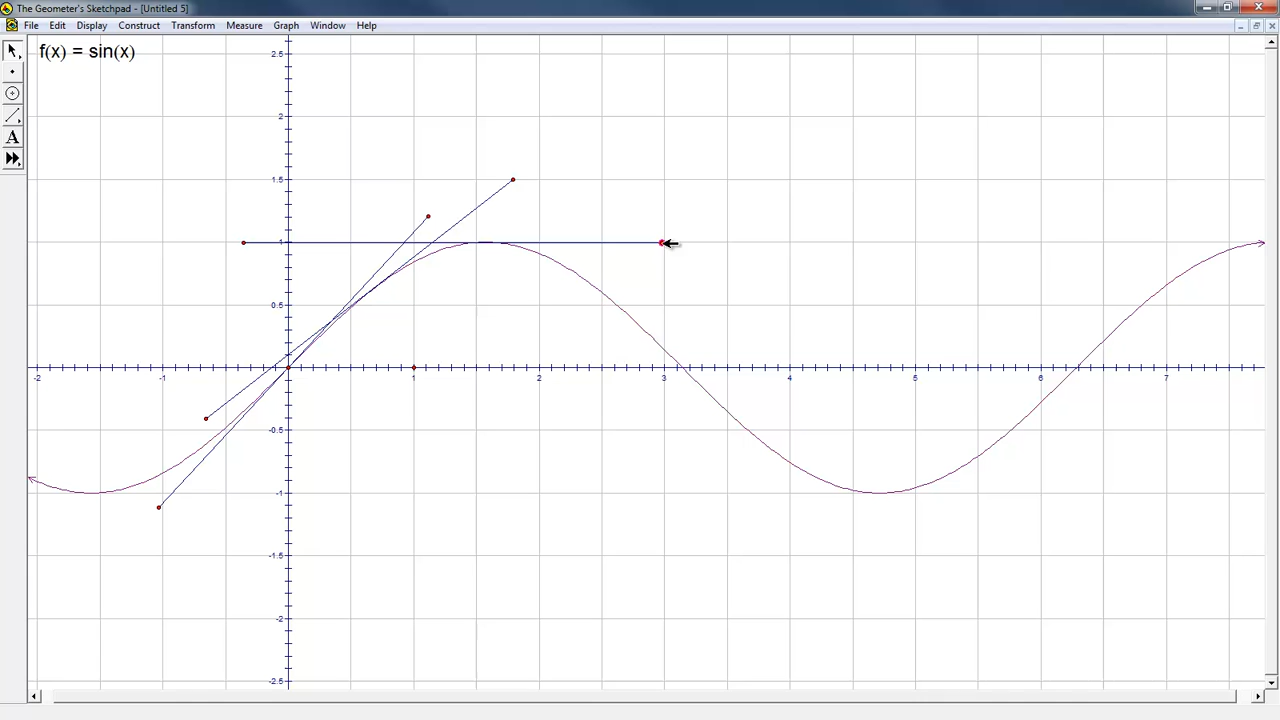 The Geometer's Sketchpad - [Untitled 5]
File Edit Display Construct Transform Measure Graph Window Help
f(x) = sin(x)
A
2.5
2
1.5
1
0.5
-2 -1 1 2 3 4 5 6 7
-0.5
-1
-1.5
-2
-2.5